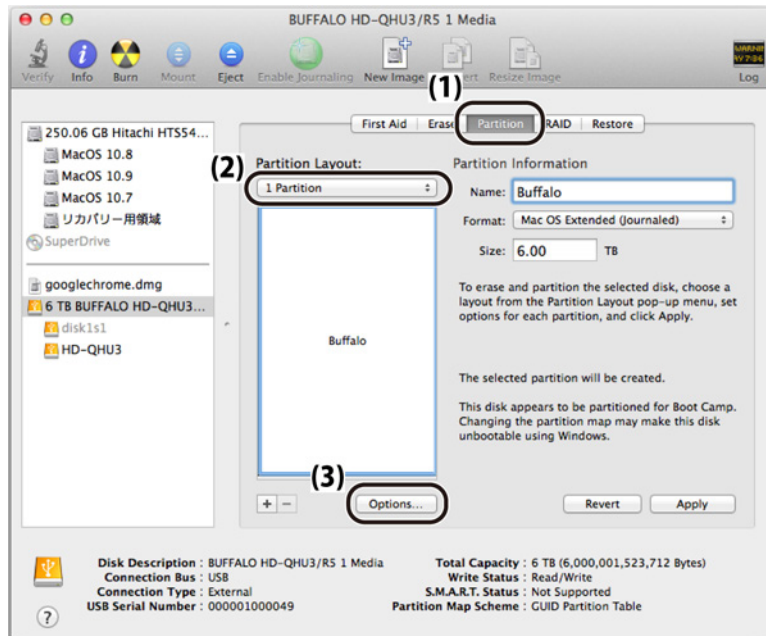 BUFFALO HD-QHU3/R5 1 Media
Verify Info Burn Mount Eject Enable Journaling New Image Resize Image Log
(1)
First Aid Erase Partition RAID Restore
250.06 GB Hitachi HTS54...
MacOS 10.8
MacOS 10.9
MacOS 10.7
リカバリー用領域
SuperDrive
googlechrome.dmg
6 TB BUFFALO HD-QHU3...
disk1s1
HD-QHU3
(2)
Partition Layout:
1 Partition
Buffalo
(3)
+ − Options...
Partition Information
Name: Buffalo
Format: Mac OS Extended (Journaled)
Size: 6.00 TB
To erase and partition the selected disk, choose a
layout from the Partition Layout pop-up menu, set
options for each partition, and click Apply.
The selected partition will be created.
This disk appears to be partitioned for Boot Camp.
Changing the partition map may make this disk
unbootable using Windows.
Revert Apply
Disk Description : BUFFALO HD-QHU3/R5 1 Media
Connection Bus : USB
Connection Type : External
USB Serial Number : 000001000049
Total Capacity : 6 TB (6,000,001,523,712 Bytes)
Write Status : Read/Write
S.M.A.R.T. Status : Not Supported
Partition Map Scheme : GUID Partition Table
?